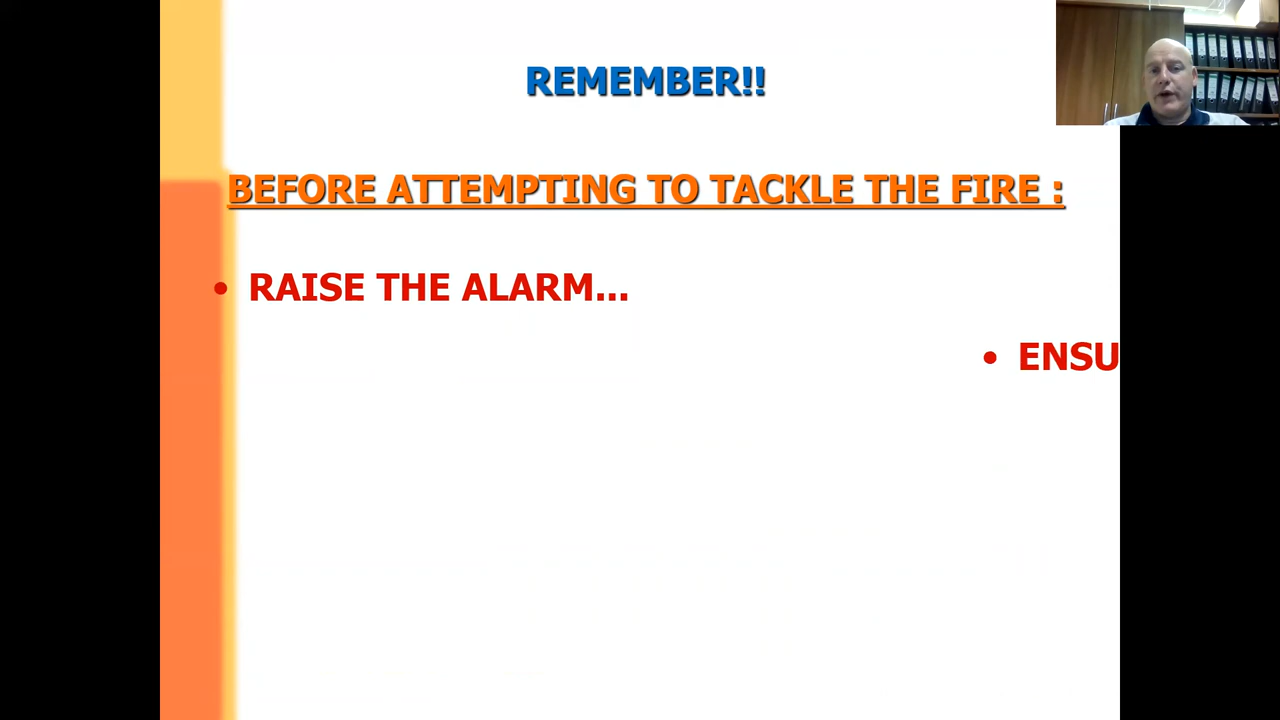 REMEMBER!!
BEFORE ATTEMPTING TO TACKLE THE FIRE :
• RAISE THE ALARM...
• ENSU